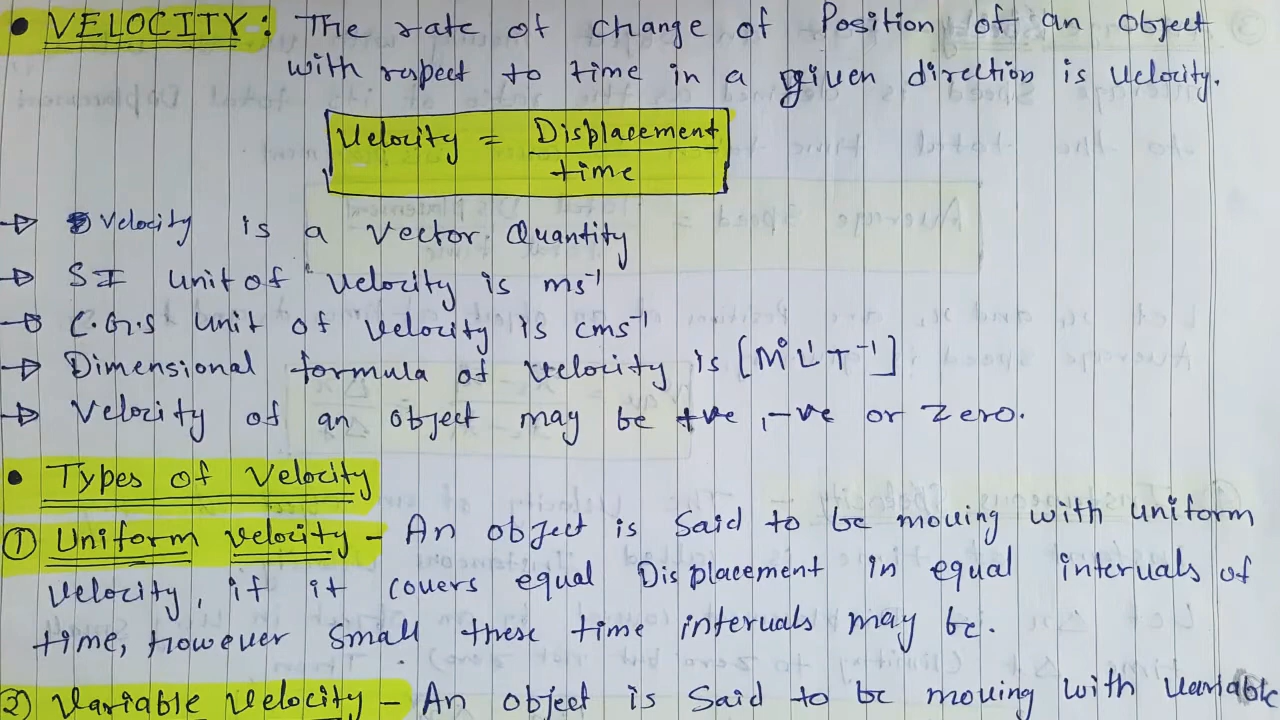 • VELOCITY: The rate of change of Position of an object
with respect to time in a given direction is velocity.
Velocity = Displacement
time
→ Velocity is a Vector Quantity
→ SI unit of velocity is ms⁻¹
→ C.G.S unit of velocity is cms⁻¹
→ Dimensional formula of velocity is [M⁰L¹T⁻¹]
→ Velocity of an object may be +ve, -ve or zero.
• Types of Velocity
① Uniform velocity - An object is said to be moving with uniform
velocity, if it covers equal Displacement in equal intervals of
time, however small these time intervals may be.
2) Variable velocity - An object is said to be moving with variable